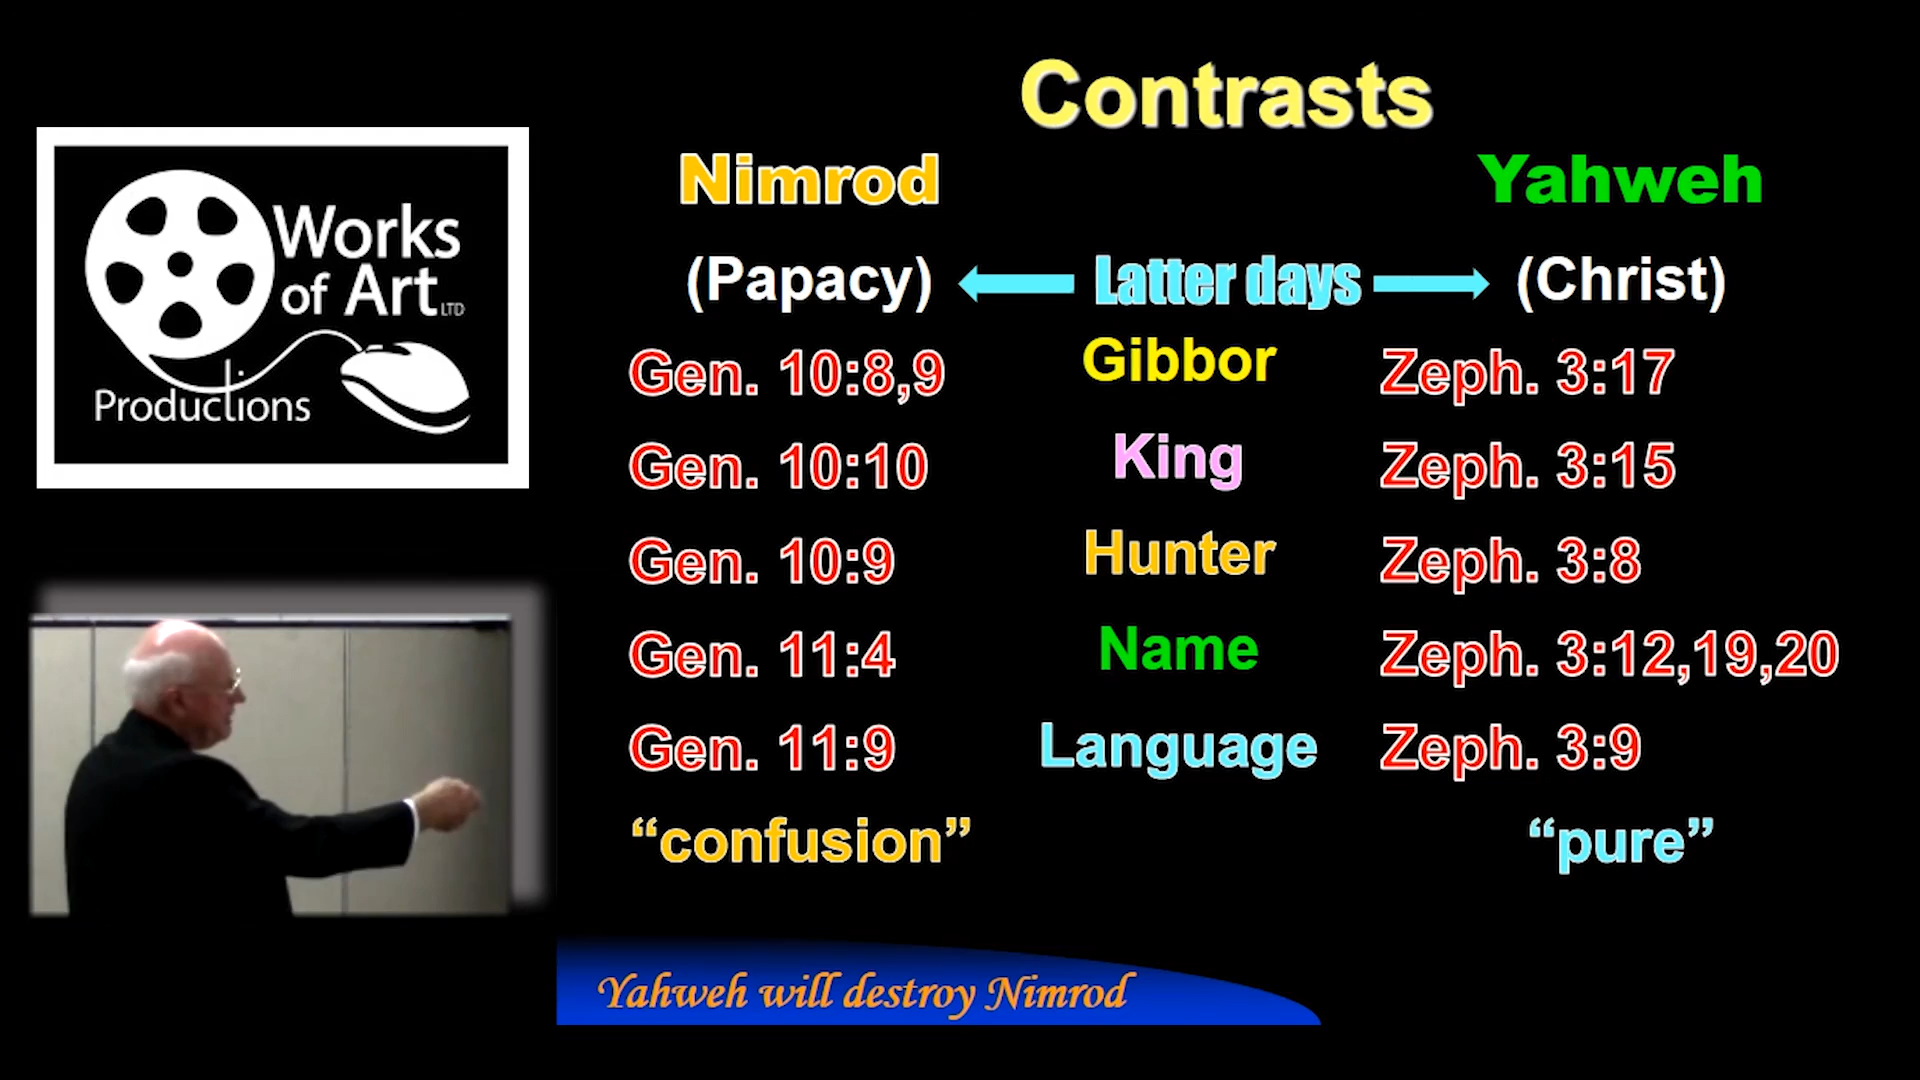 Works
of Art LTD
Productions
Contrasts
Nimrod Yahweh
(Papacy) Latter days (Christ)
Gen. 10:8,9 Gibbor Zeph. 3:17
Gen. 10:10 King Zeph. 3:15
Gen. 10:9 Hunter Zeph. 3:8
Gen. 11:4 Name Zeph. 3:12,19,20
Gen. 11:9 Language Zeph. 3:9
“confusion” “pure”
Yahweh will destroy Nimrod